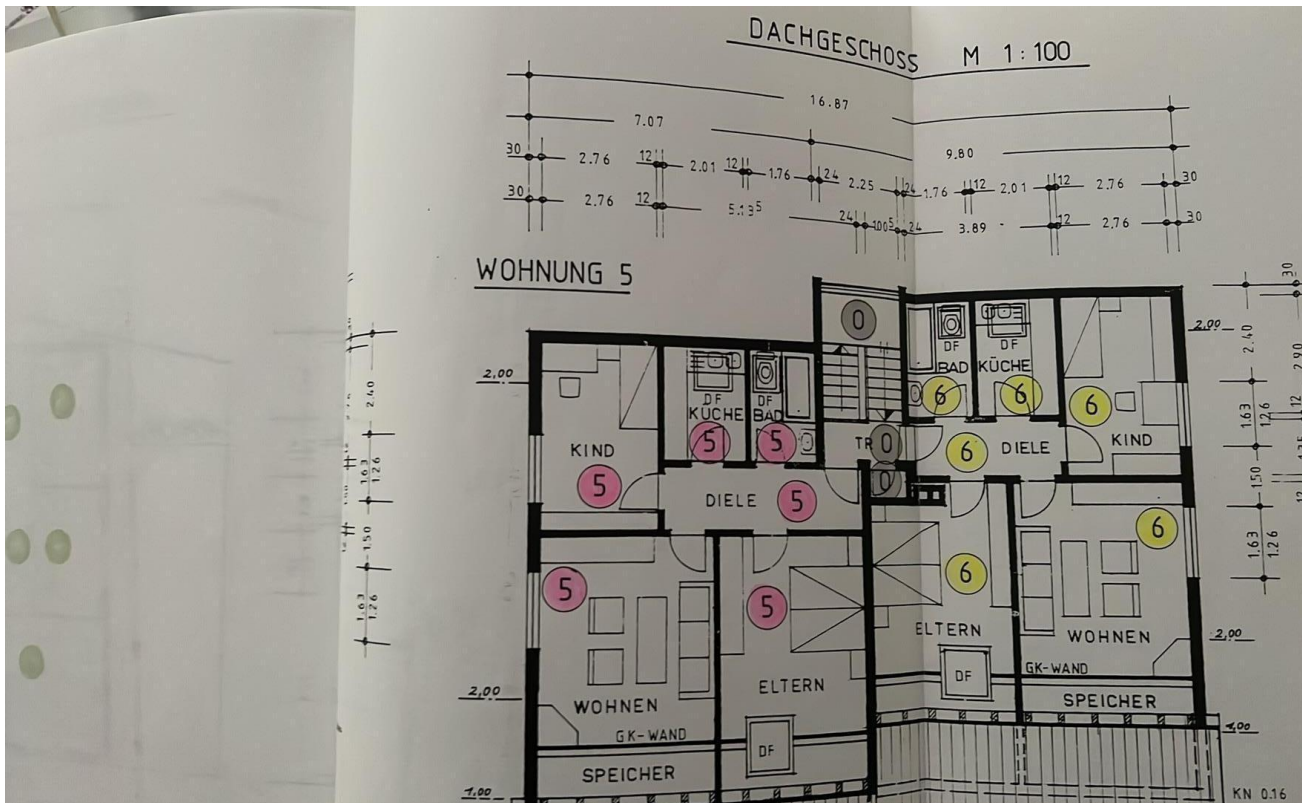 DACHGESCHOSS M 1:100
16.87
7.07
9.80
30 2.76 12 2.01 12 1.76 24 2.25 24 1.76 12 2.01 12 2.76 30
30 2.76 12 5.13⁵ 24 1.00⁵ 24 3.89 12 2.76 30
WOHNUNG 5
30
0
2,00
2.40
2.90
2,00
2.40
DF
DF
BAD KÜCHE
DF
DF
KÜCHE BAD
6
6
6
1.63
1.26
12
KIND
5
5
TR
0
6
DIELE
KIND
1.63
1.26
1.50
5
DIELE
5
0
6
12
1.50
5
5
6
1.63
1.26
1.63
1.26
ELTERN
WOHNEN
2,00
DF
GK-WAND
2,00
WOHNEN
ELTERN
SPEICHER
GK-WAND
DF
1,00
SPEICHER
1,00
KN 0.16